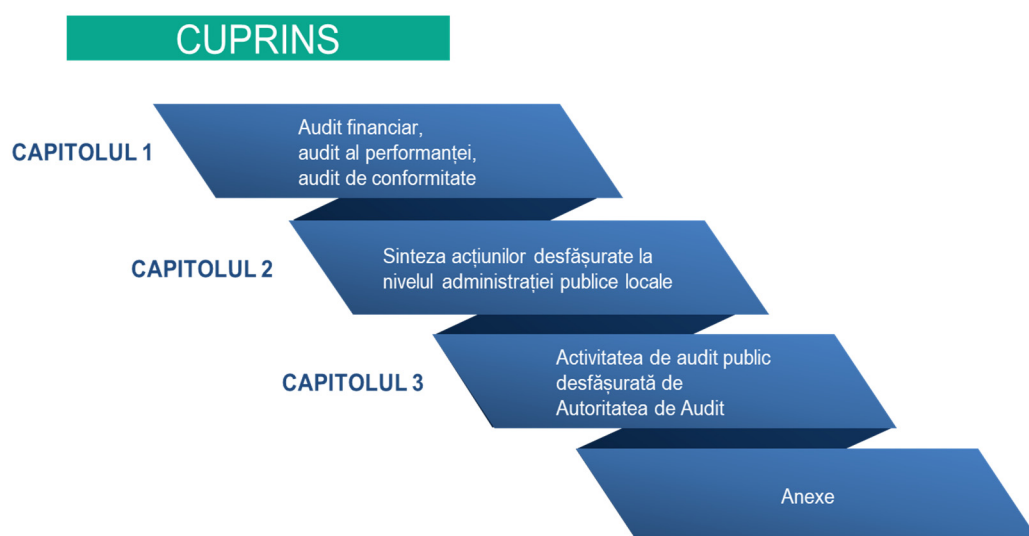 CUPRINS
CAPITOLUL 1
Audit financiar,
audit al performanței,
audit de conformitate
CAPITOLUL 2
Sinteza acțiunilor desfășurate la
nivelul administrației publice locale
CAPITOLUL 3
Activitatea de audit public
desfășurată de
Autoritatea de Audit
Anexe